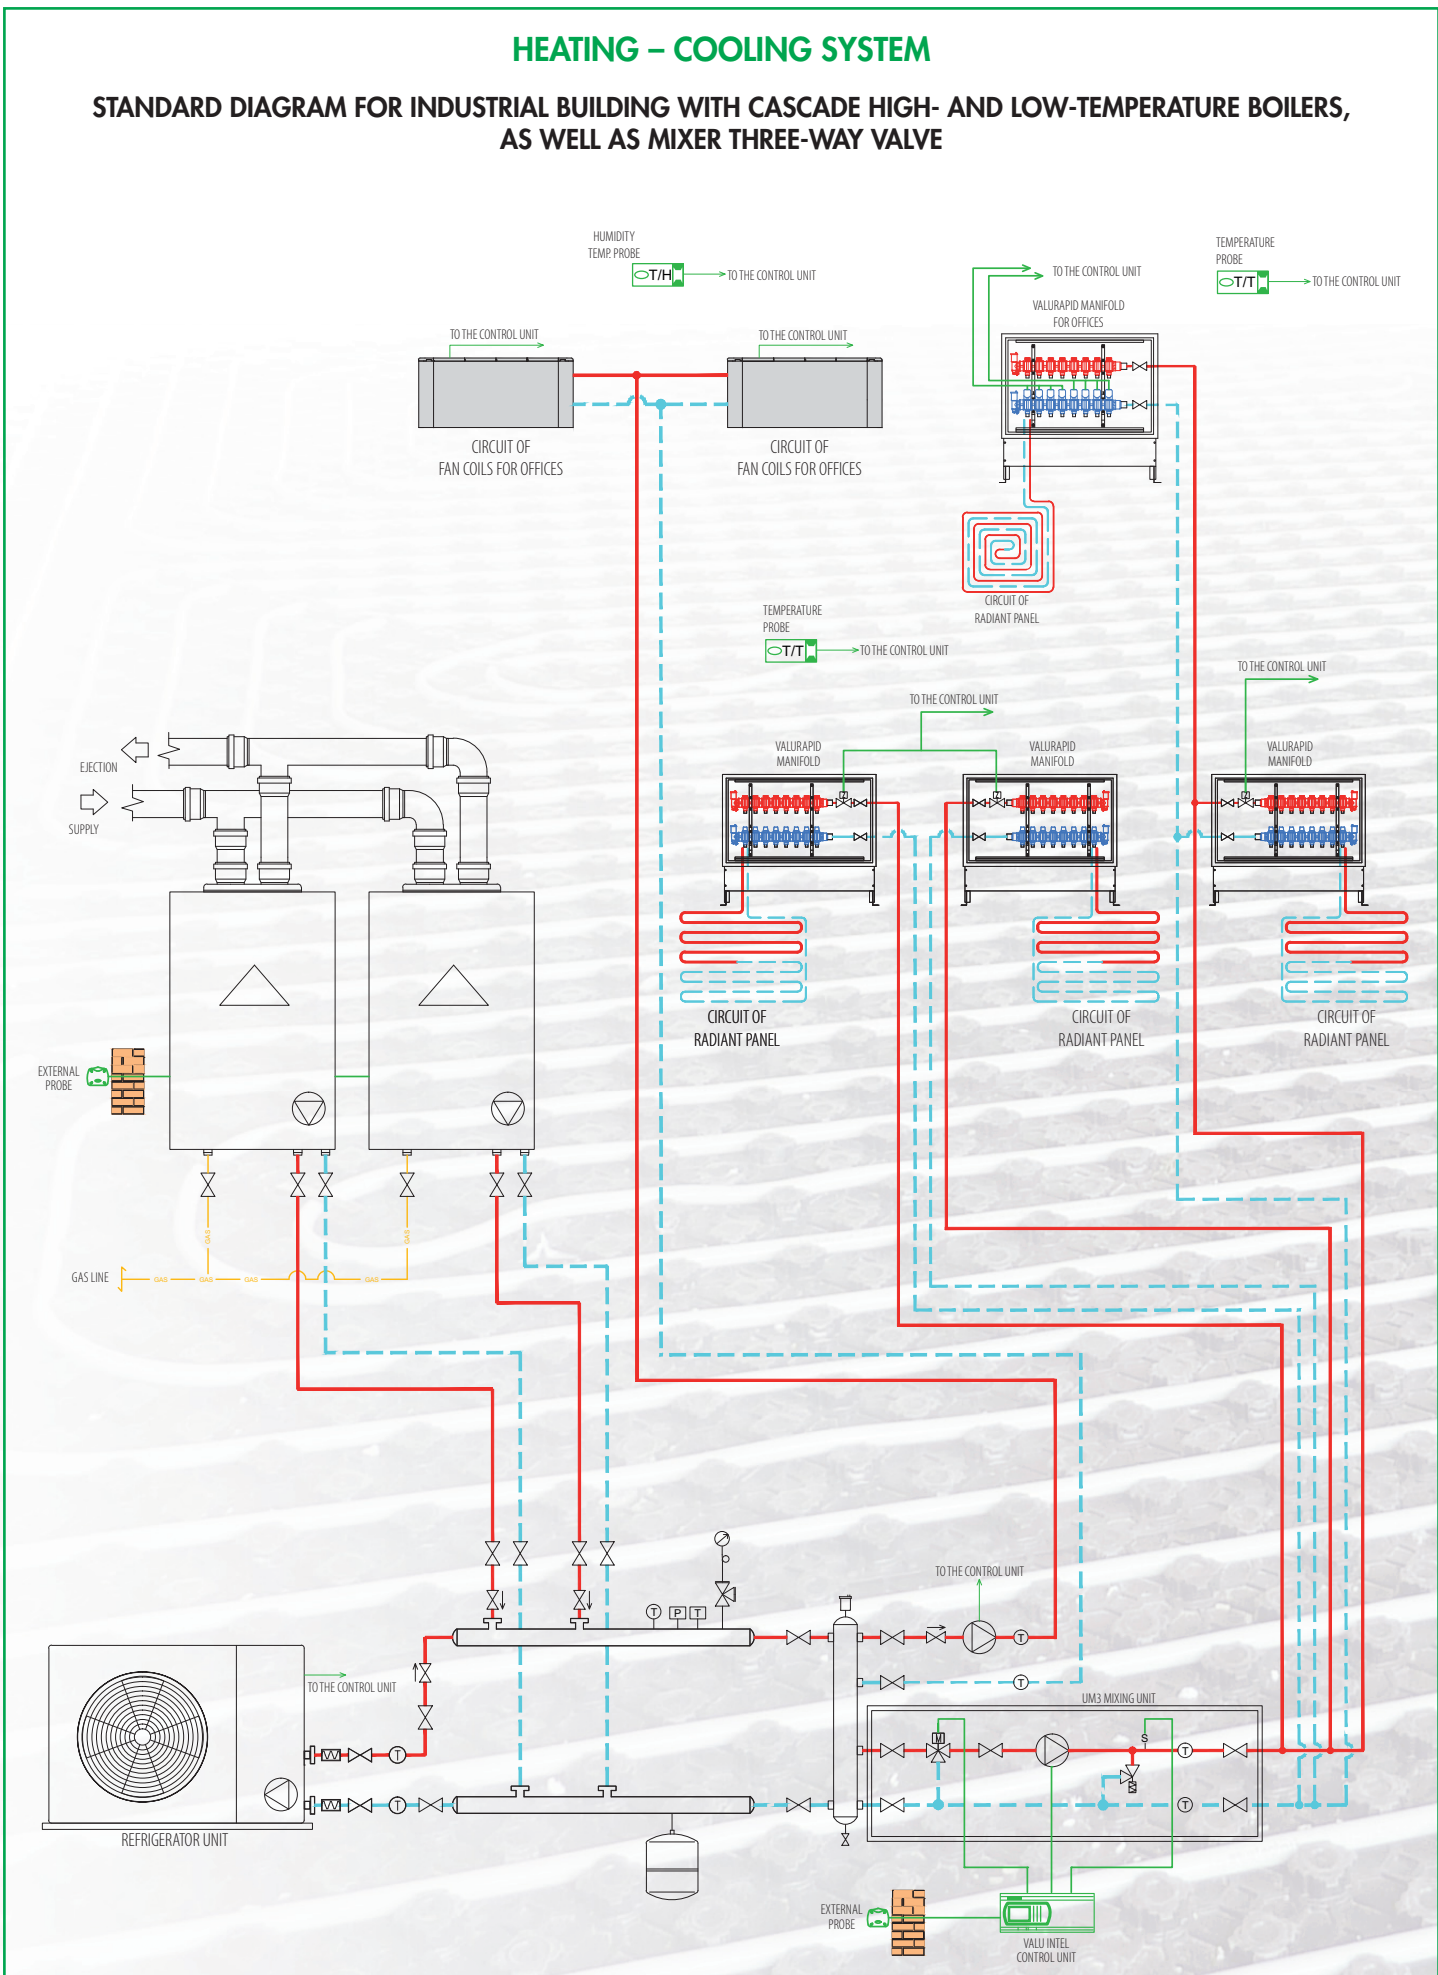 HEATING – COOLING SYSTEM
STANDARD DIAGRAM FOR INDUSTRIAL BUILDING WITH CASCADE HIGH- AND LOW-TEMPERATURE BOILERS,
AS WELL AS MIXER THREE-WAY VALVE
HUMIDITY
TEMP. PROBE
T/H
TO THE CONTROL UNIT
TEMPERATURE
PROBE
T/T
TO THE CONTROL UNIT
TO THE CONTROL UNIT
VALURAPID MANIFOLD
FOR OFFICES
TO THE CONTROL UNIT
TO THE CONTROL UNIT
CIRCUIT OF
FAN COILS FOR OFFICES
CIRCUIT OF
FAN COILS FOR OFFICES
CIRCUIT OF
RADIANT PANEL
TEMPERATURE
PROBE
T/T
TO THE CONTROL UNIT
TO THE CONTROL UNIT
TO THE CONTROL UNIT
VALURAPID
MANIFOLD
VALURAPID
MANIFOLD
VALURAPID
MANIFOLD
EJECTION
SUPPLY
CIRCUIT OF
RADIANT PANEL
CIRCUIT OF
RADIANT PANEL
CIRCUIT OF
RADIANT PANEL
EXTERNAL
PROBE
GAS
GAS
GAS LINE
GAS
GAS
GAS
GAS
TO THE CONTROL UNIT
T
P
T
T
TO THE CONTROL UNIT
T
UM3 MIXING UNIT
M
S
T
T
T
T
REFRIGERATOR UNIT
EXTERNAL
PROBE
VALU INTEL
CONTROL UNIT